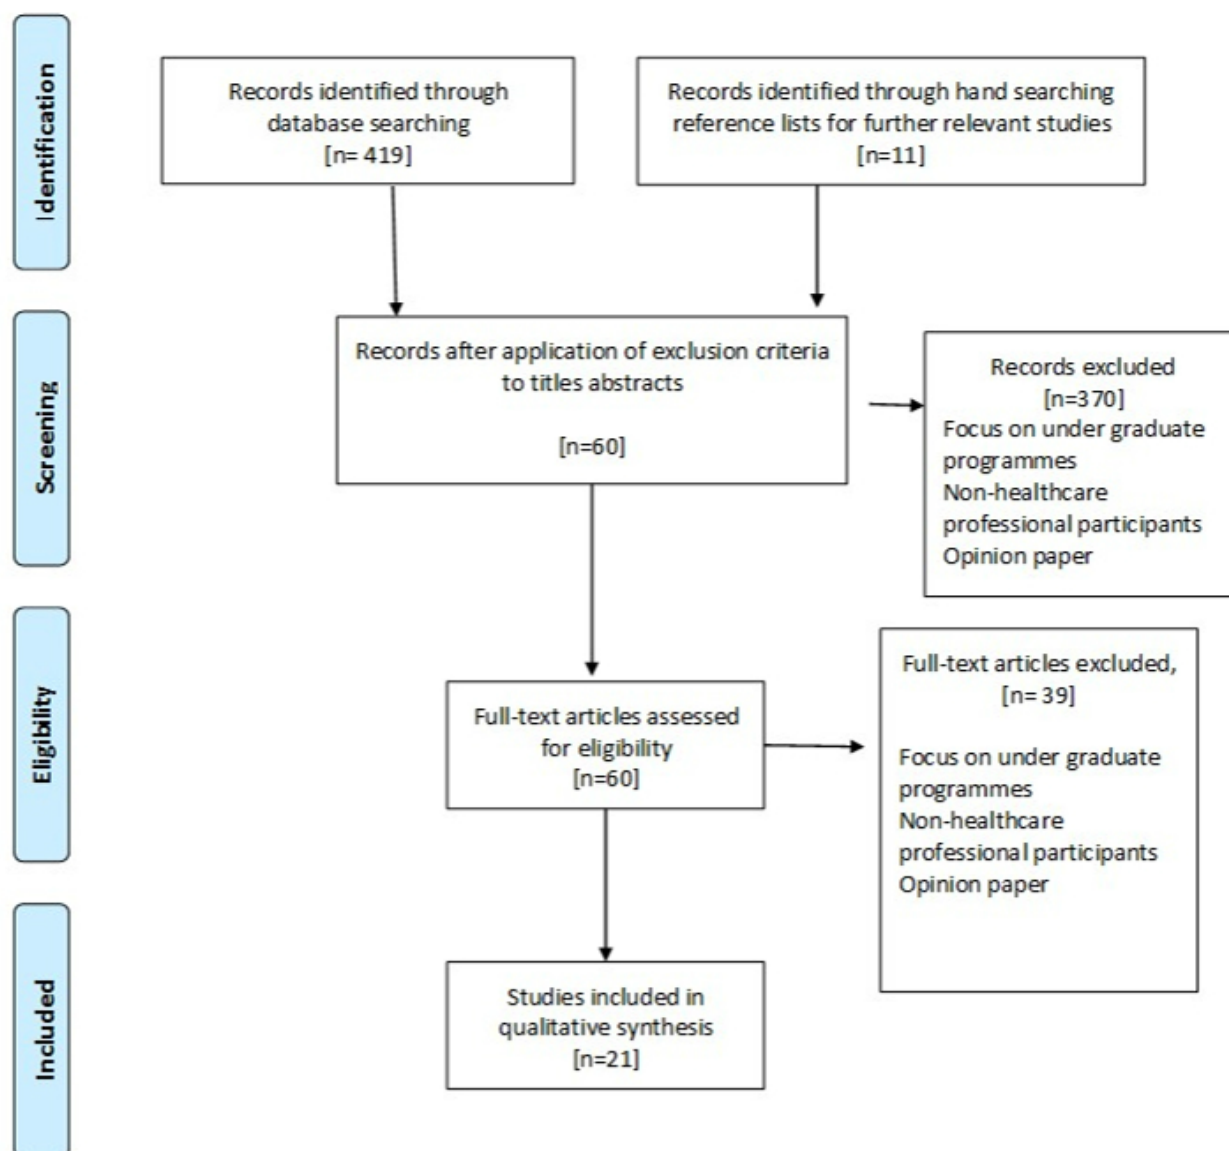 Identification
Records identified through
database searching
[n= 419]
Records identified through hand searching
reference lists for further relevant studies
[n=11]
Screening
Records after application of exclusion criteria
to titles abstracts
[n=60]
Records excluded
[n=370]
Focus on under graduate
programmes
Non-healthcare
professional participants
Opinion paper
Eligibility
Full-text articles assessed
for eligibility
[n=60]
Full-text articles excluded,
[n= 39]
Focus on under graduate
programmes
Non-healthcare
professional participants
Opinion paper
Included
Studies included in
qualitative synthesis
[n=21]